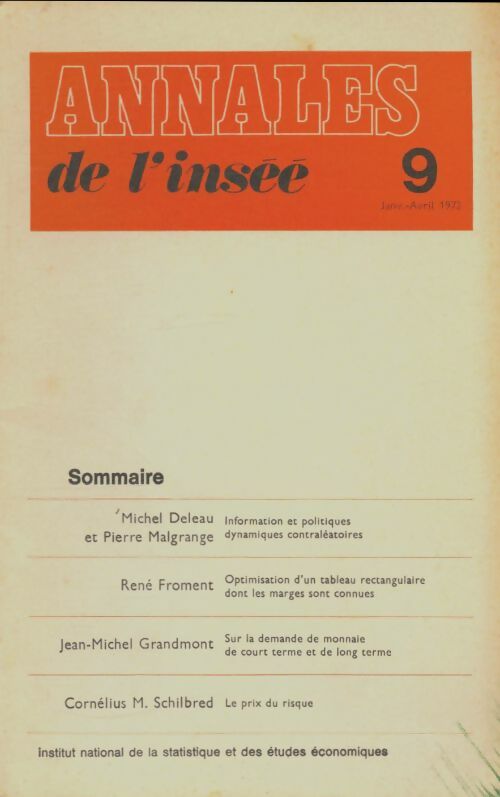 ANNALES
de l'inséé 9
Janv.-Avril 1972
Sommaire
Michel Deleau
et Pierre Malgrange
Information et politiques
dynamiques contraléatoires
René Froment
Optimisation d'un tableau rectangulaire
dont les marges sont connues
Jean-Michel Grandmont
Sur la demande de monnaie
de court terme et de long terme
Cornélius M. Schilbred
Le prix du risque
institut national de la statistique et des études économiques